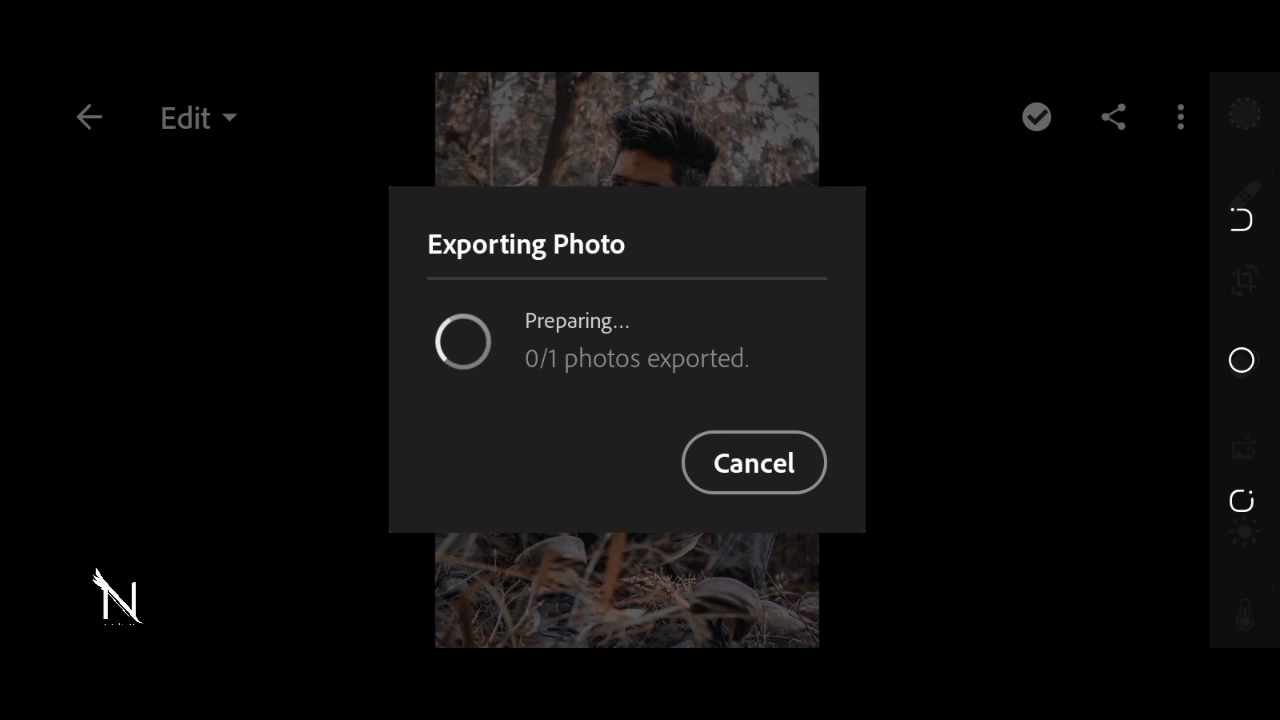 Edit
Exporting Photo
Preparing...
0/1 photos exported.
Cancel
N